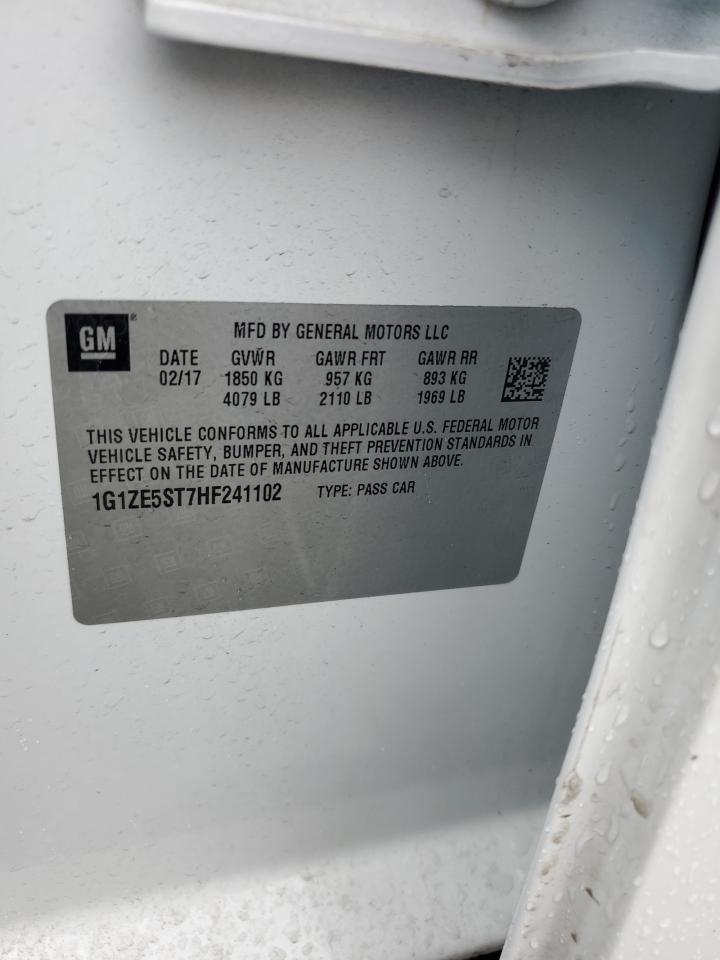 GM®
MFD BY GENERAL MOTORS LLC
DATE GVWR GAWR FRT GAWR RR
02/17 1850 KG 957 KG 893 KG
4079 LB 2110 LB 1969 LB
THIS VEHICLE CONFORMS TO ALL APPLICABLE U.S. FEDERAL MOTOR
VEHICLE SAFETY, BUMPER, AND THEFT PREVENTION STANDARDS IN
EFFECT ON THE DATE OF MANUFACTURE SHOWN ABOVE.
1G1ZE5ST7HF241102 TYPE: PASS CAR